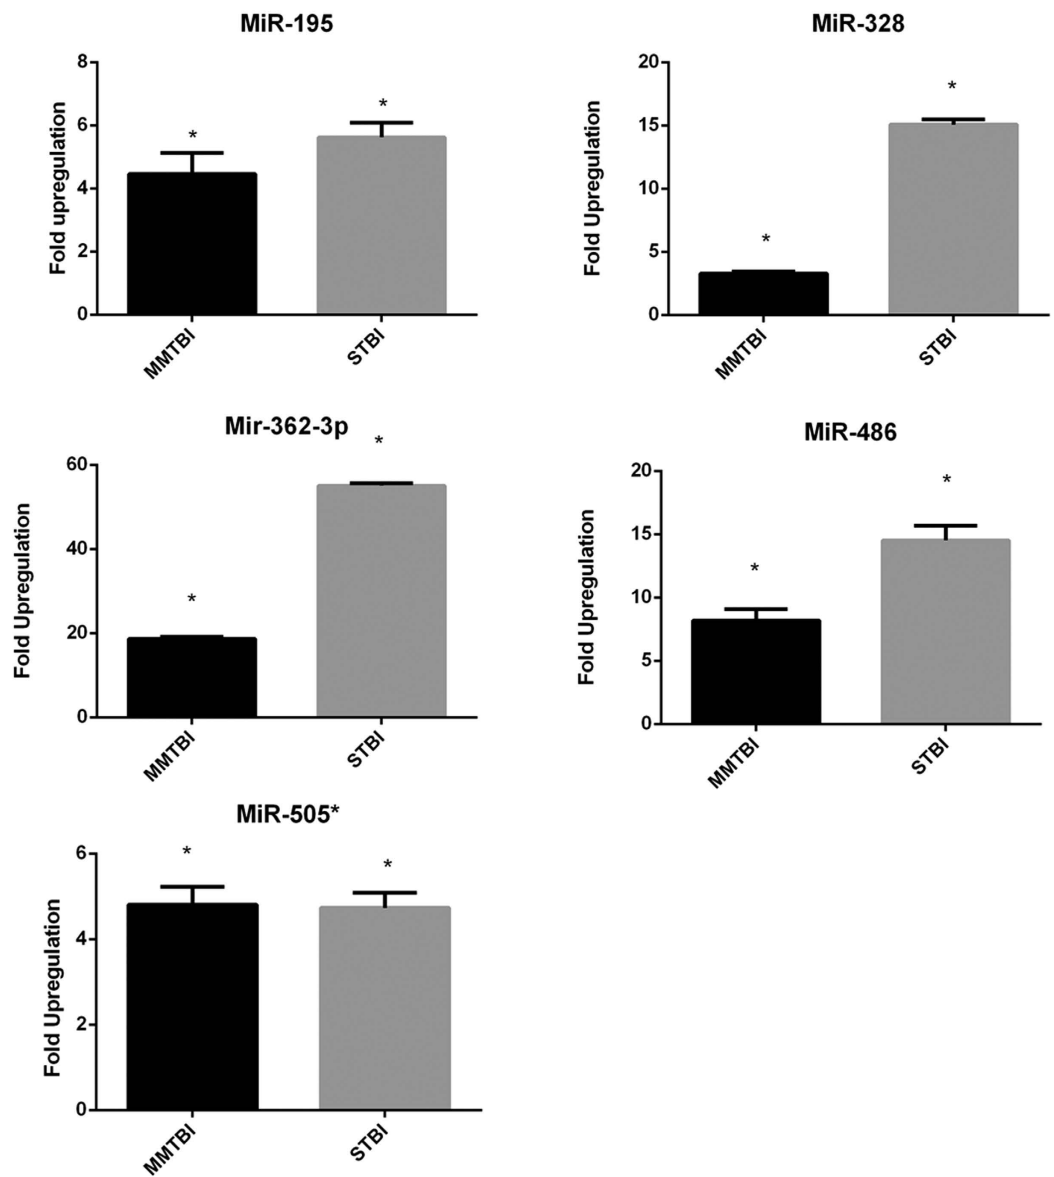 MiR-195
Fold upregulation
8
6
4
2
0
*
*
MMTBI
STBI
MiR-328
Fold Upregulation
20
15
10
5
0
*
*
MMTBI
STBI
Mir-362-3p
Fold Upregulation
60
40
20
0
*
*
MMTBI
STBI
MiR-486
Fold Upregulation
20
15
10
5
0
*
*
MMTBI
STBI
MiR-505*
Fold Upregulation
6
4
2
0
*
*
MMTBI
STBI